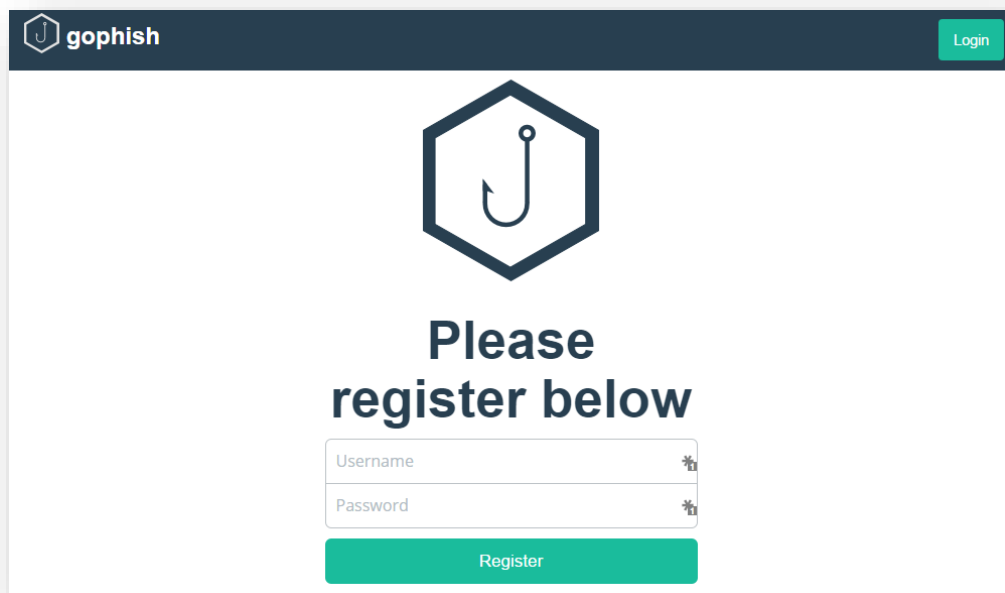 gophish
Login
Please
register below
Username
Password
Register